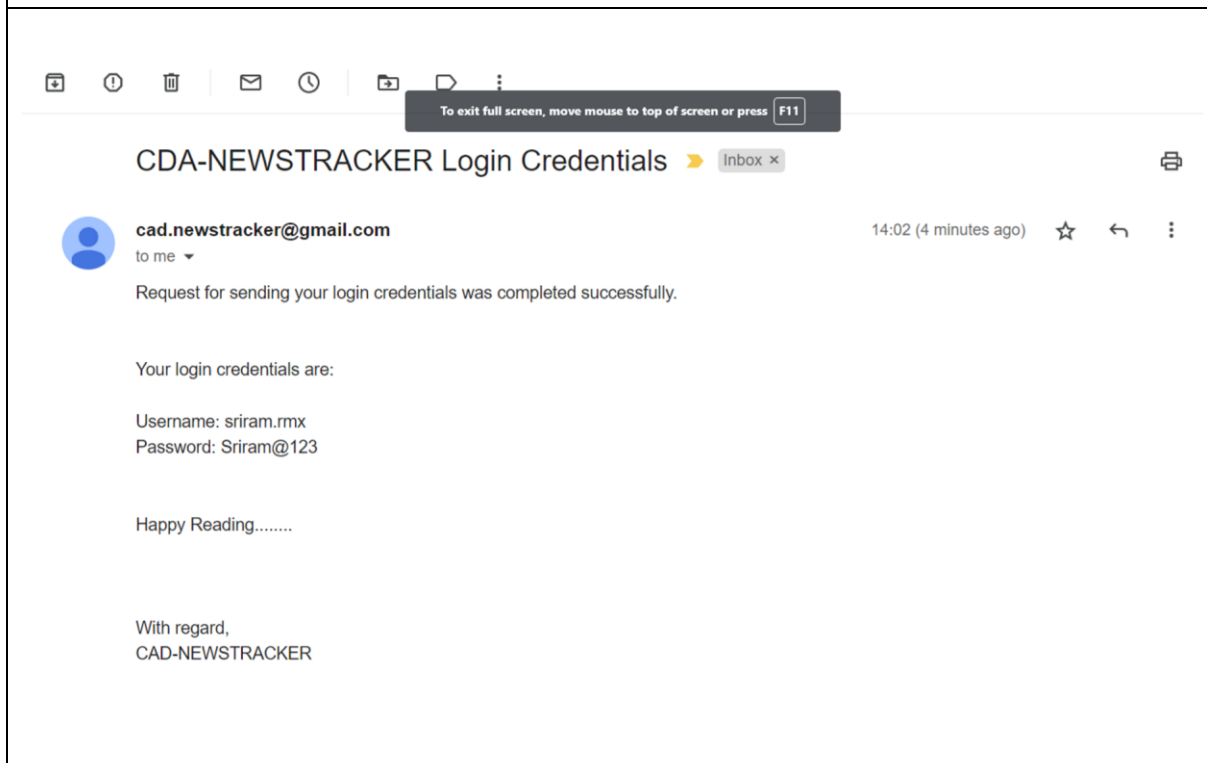 To exit full screen, move mouse to top of screen or press F11
CDA-NEWSTRACKER Login Credentials Inbox ×
cad.newstracker@gmail.com 14:02 (4 minutes ago)
to me
Request for sending your login credentials was completed successfully.
Your login credentials are:
Username: sriram.rmx
Password: Sriram@123
Happy Reading........
With regard,
CAD-NEWSTRACKER